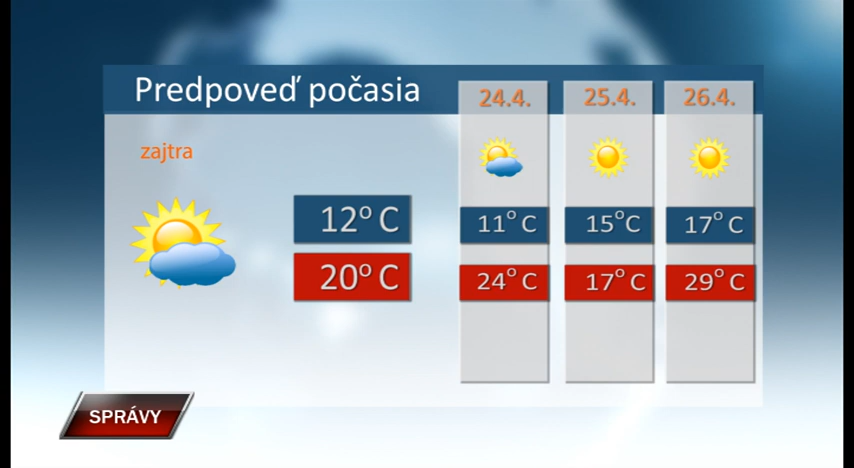 Predpoveď počasia
zajtra
12° C
20° C
24.4. 25.4. 26.4.
11° C 15°C 17° C
24° C 17° C 29° C
SPRÁVY